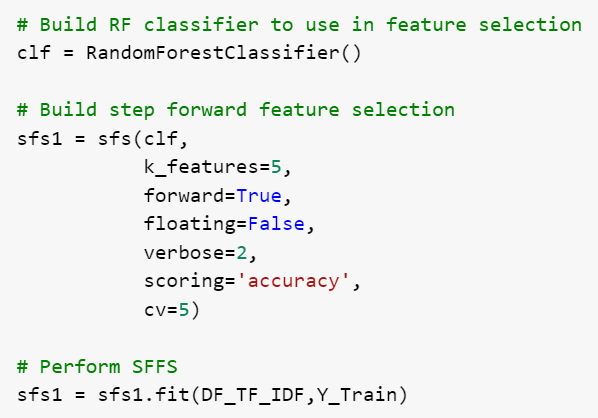 # Build RF classifier to use in feature selection
clf = RandomForestClassifier()
# Build step forward feature selection
sfs1 = sfs(clf,
k_features=5,
forward=True,
floating=False,
verbose=2,
scoring='accuracy',
cv=5)
# Perform SFFS
sfs1 = sfs1.fit(DF_TF_IDF,Y_Train)